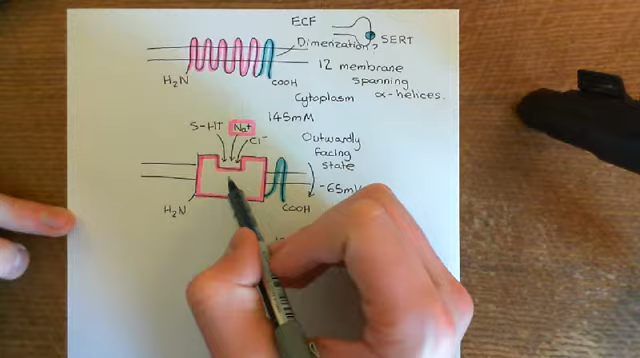 ECF
SERT
Dimerization?
12 membrane
spanning
α-helices.
H₂N
COOH
Cytoplasm
145mM
5-HT Na+ Cl⁻
Outwardly
facing
state
-65mV
H₂N
COOH